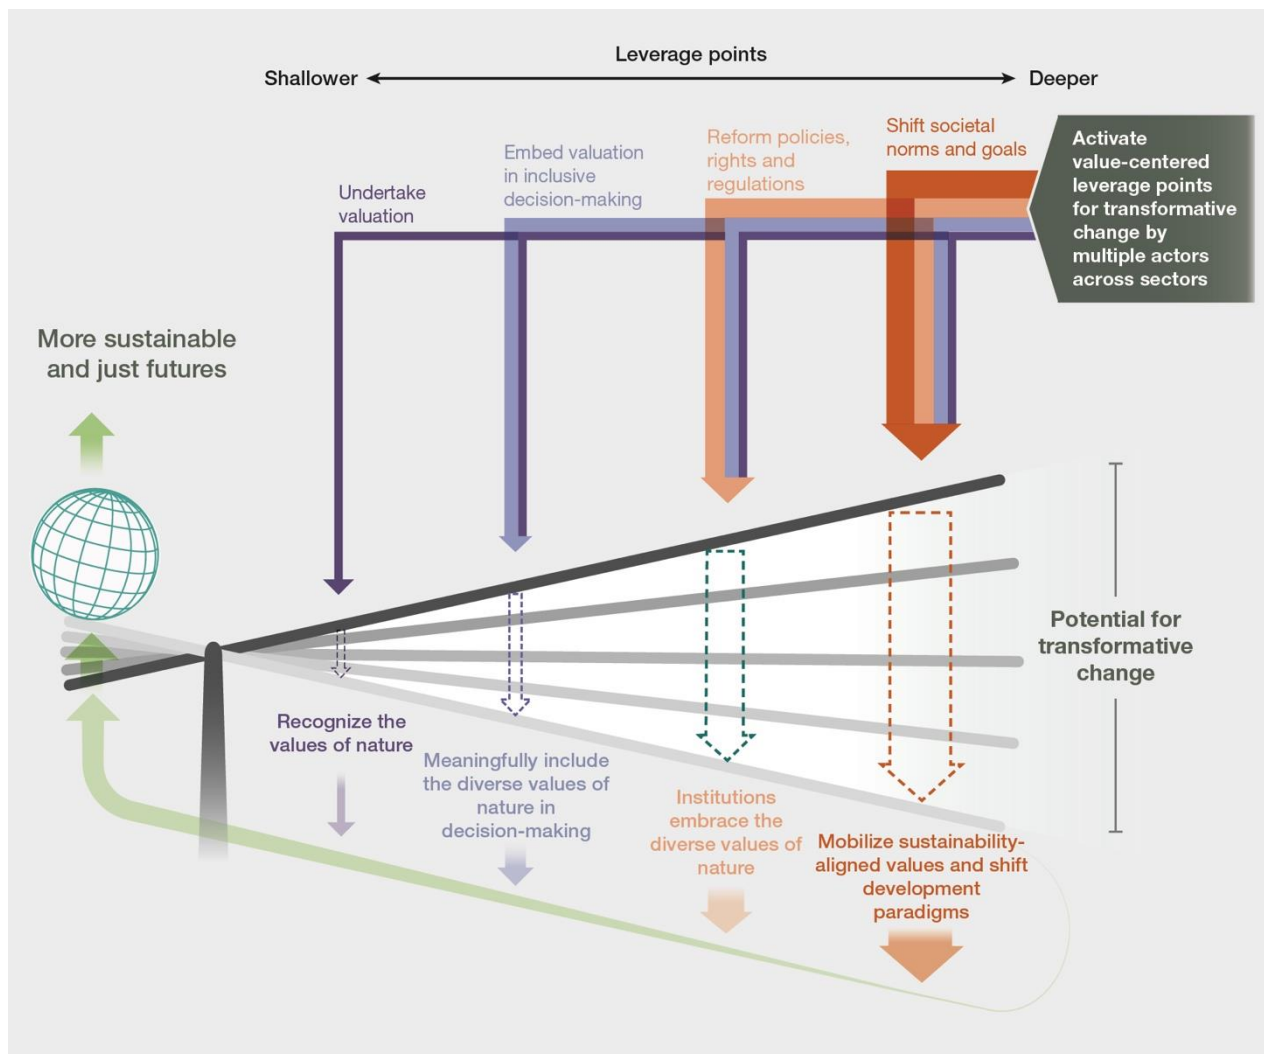 Leverage points
Shallower
Deeper
Undertake
valuation
Embed valuation
in inclusive
decision-making
Reform policies,
rights and
regulations
Shift societal
norms and goals
Activate
value-centered
leverage points
for transformative
change by
multiple actors
across sectors
More sustainable
and just futures
Potential for
transformative
change
Recognize the
values of nature
Meaningfully include
the diverse values of
nature in
decision-making
Institutions
embrace the
diverse values of
nature
Mobilize sustainability-
aligned values and shift
development
paradigms